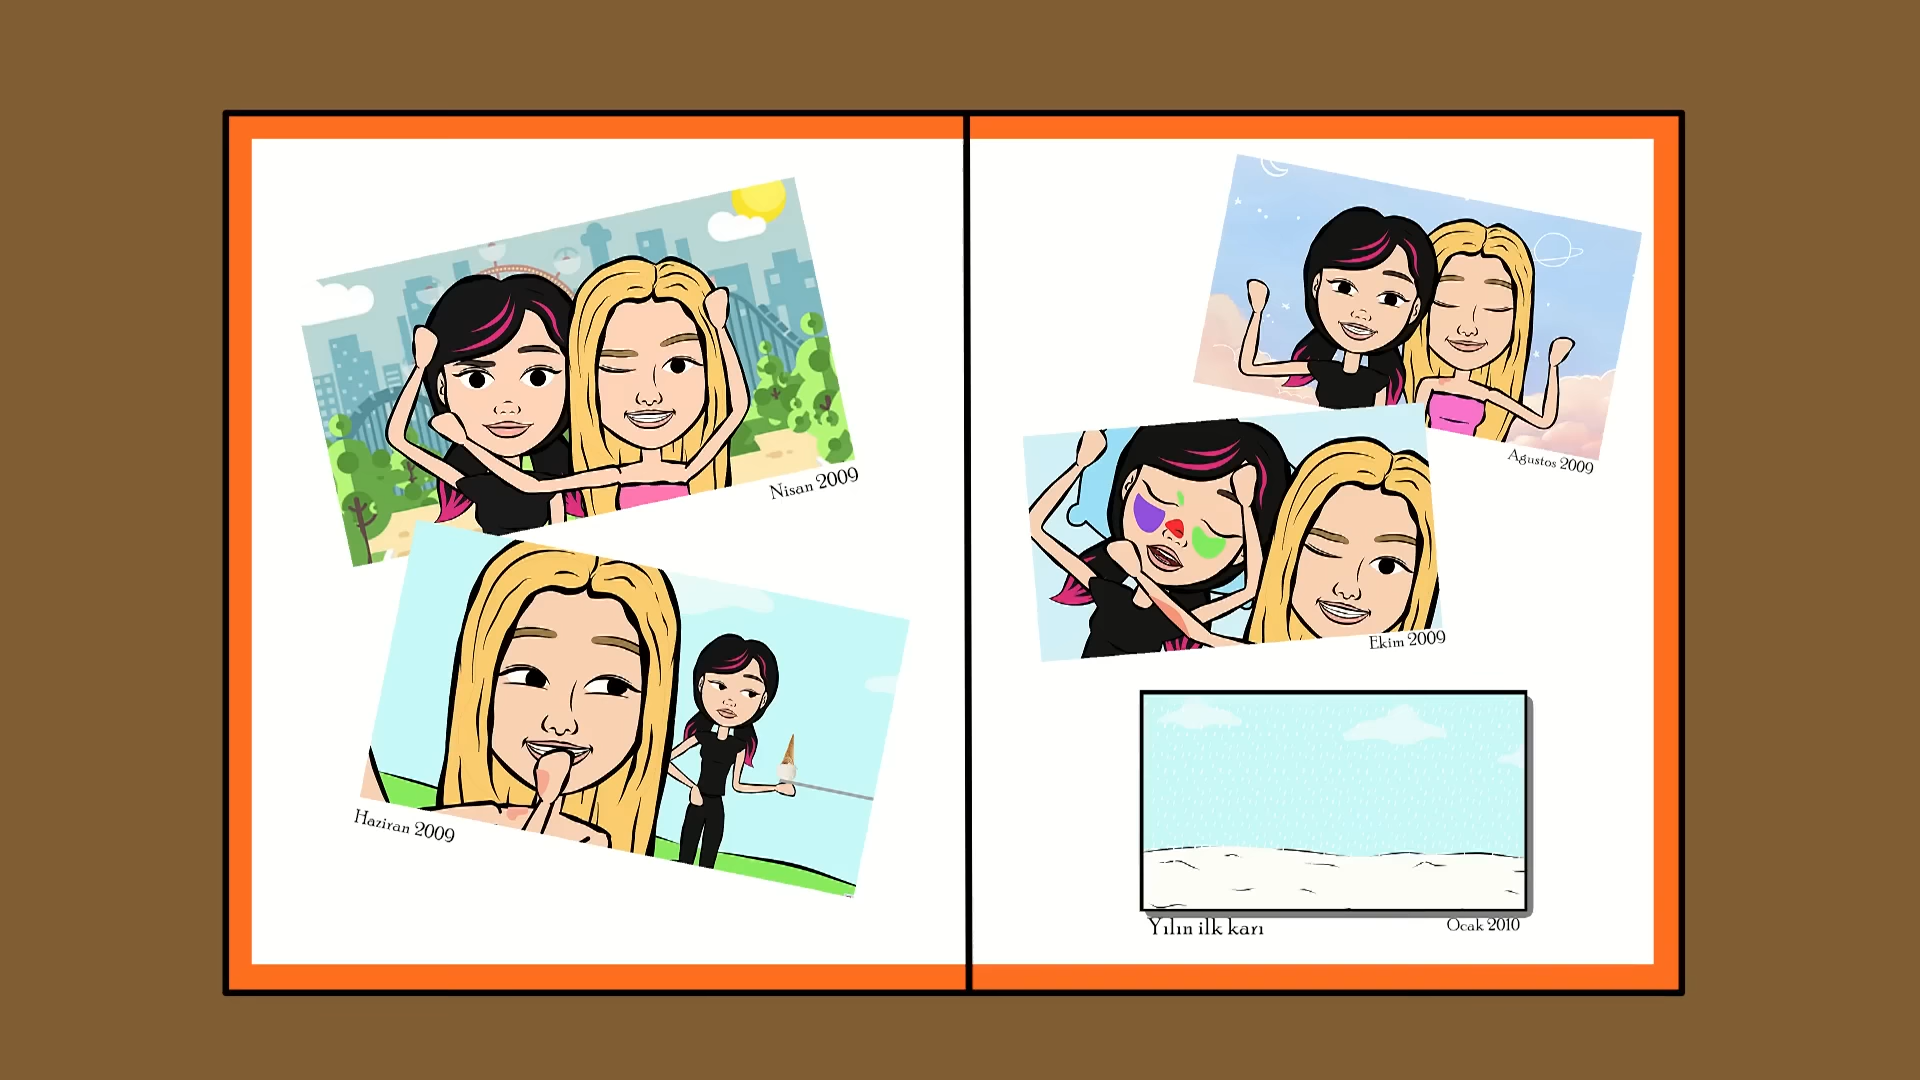 Nisan 2009
Haziran 2009
Ağustos 2009
Ekim 2009
Yılın ilk karı
Ocak 2010